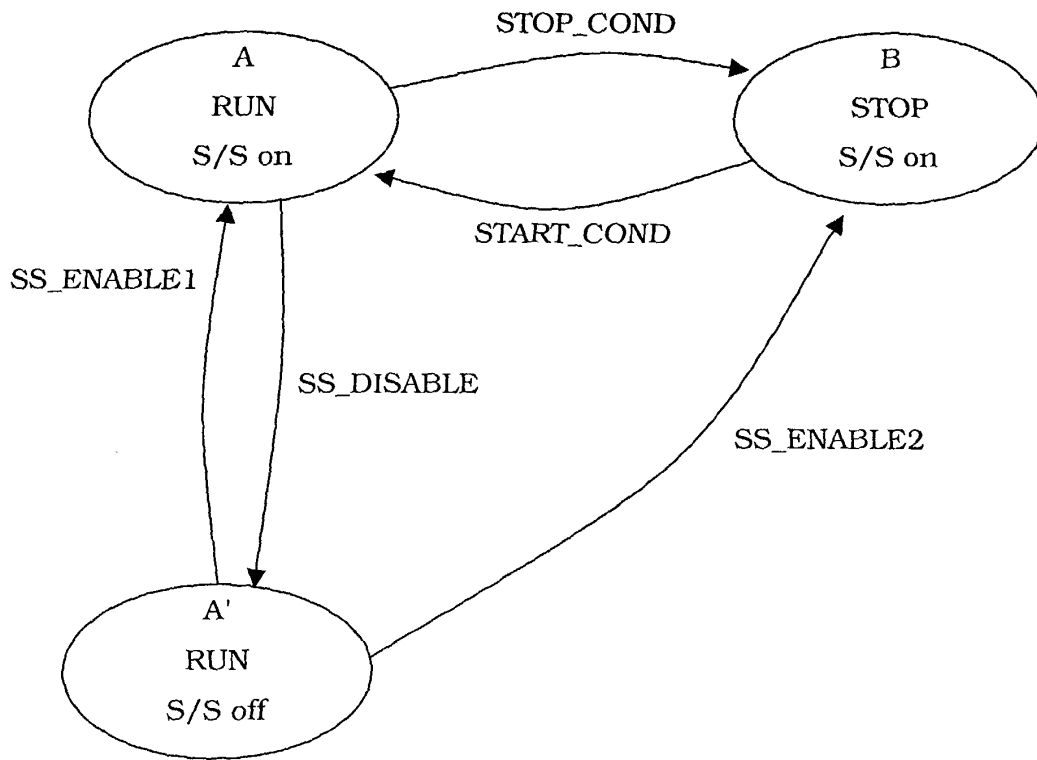 STOP_COND
A
RUN
S/S on
B
STOP
S/S on
START_COND
SS_ENABLE1
SS_DISABLE
SS_ENABLE2
A'
RUN
S/S off